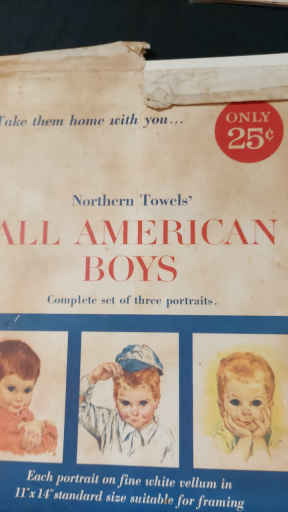 Take them home with you...
ONLY
25¢
Northern Towels'
ALL AMERICAN
BOYS
Complete set of three portraits.
Each portrait on fine white vellum in
11"x 14" standard size suitable for framing